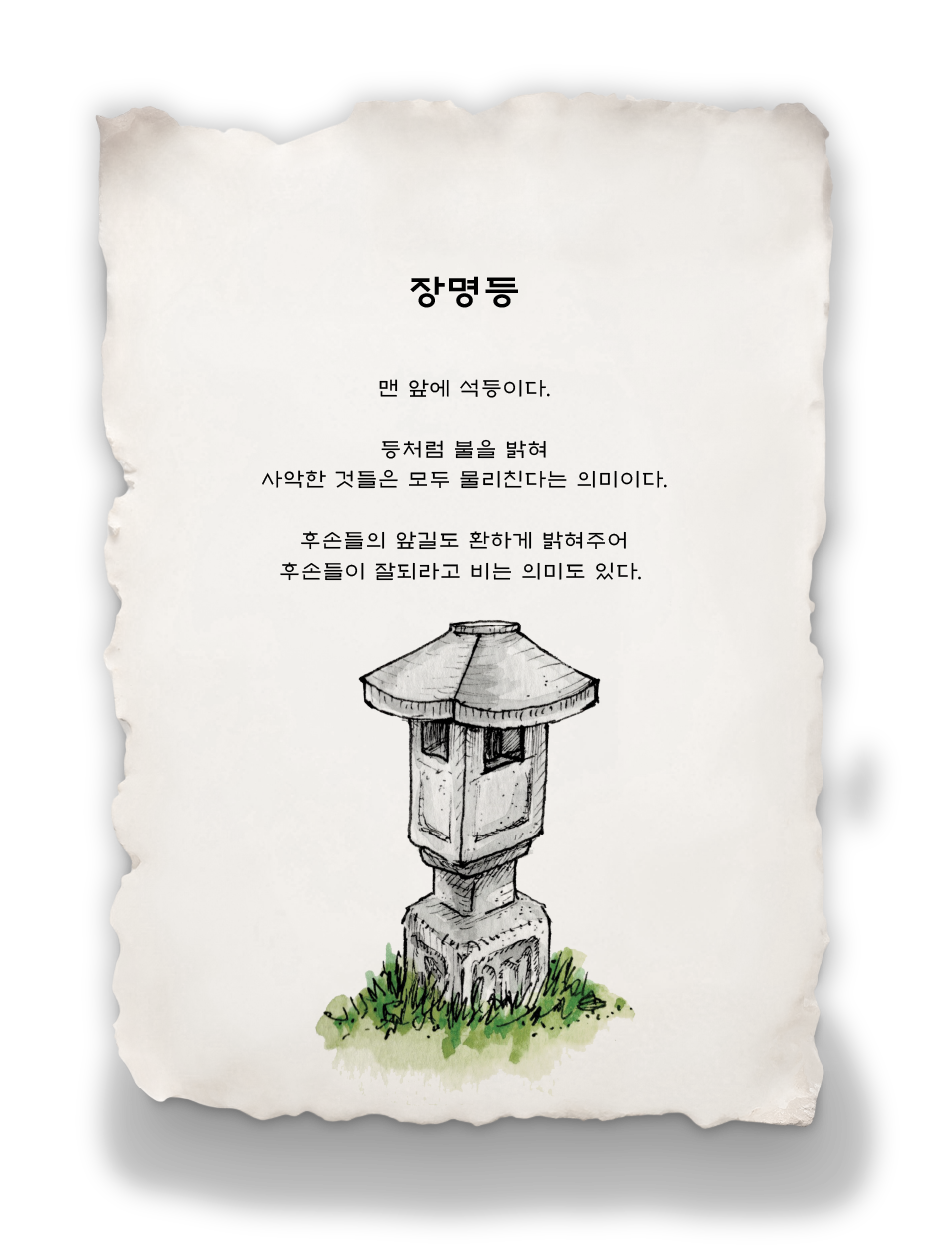 장명등
맨 앞에 석등이다.
등처럼 불을 밝혀
사악한 것들은 모두 물리친다는 의미이다.
후손들의 앞길도 환하게 밝혀주어
후손들이 잘되라고 비는 의미도 있다.